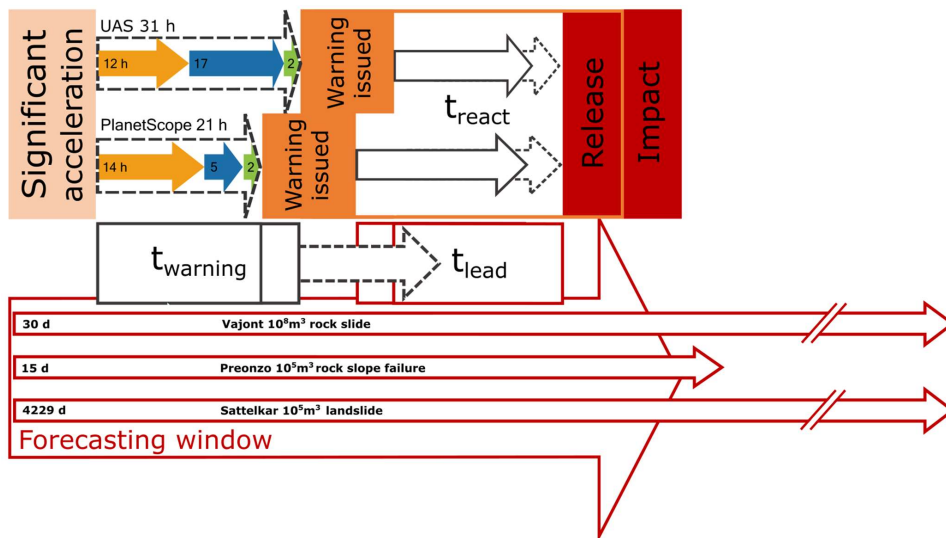 Significant
acceleration
UAS 31 h
12 h
17
2
Warning
issued
PlanetScope 21 h
14 h
5
2
Warning
issued
t_react
Release
Impact
t_warning
t_lead
30 d
Vajont 10⁸m³ rock slide
15 d
Preonzo 10⁵m³ rock slope failure
4229 d
Sattelkar 10⁵m³ landslide
Forecasting window